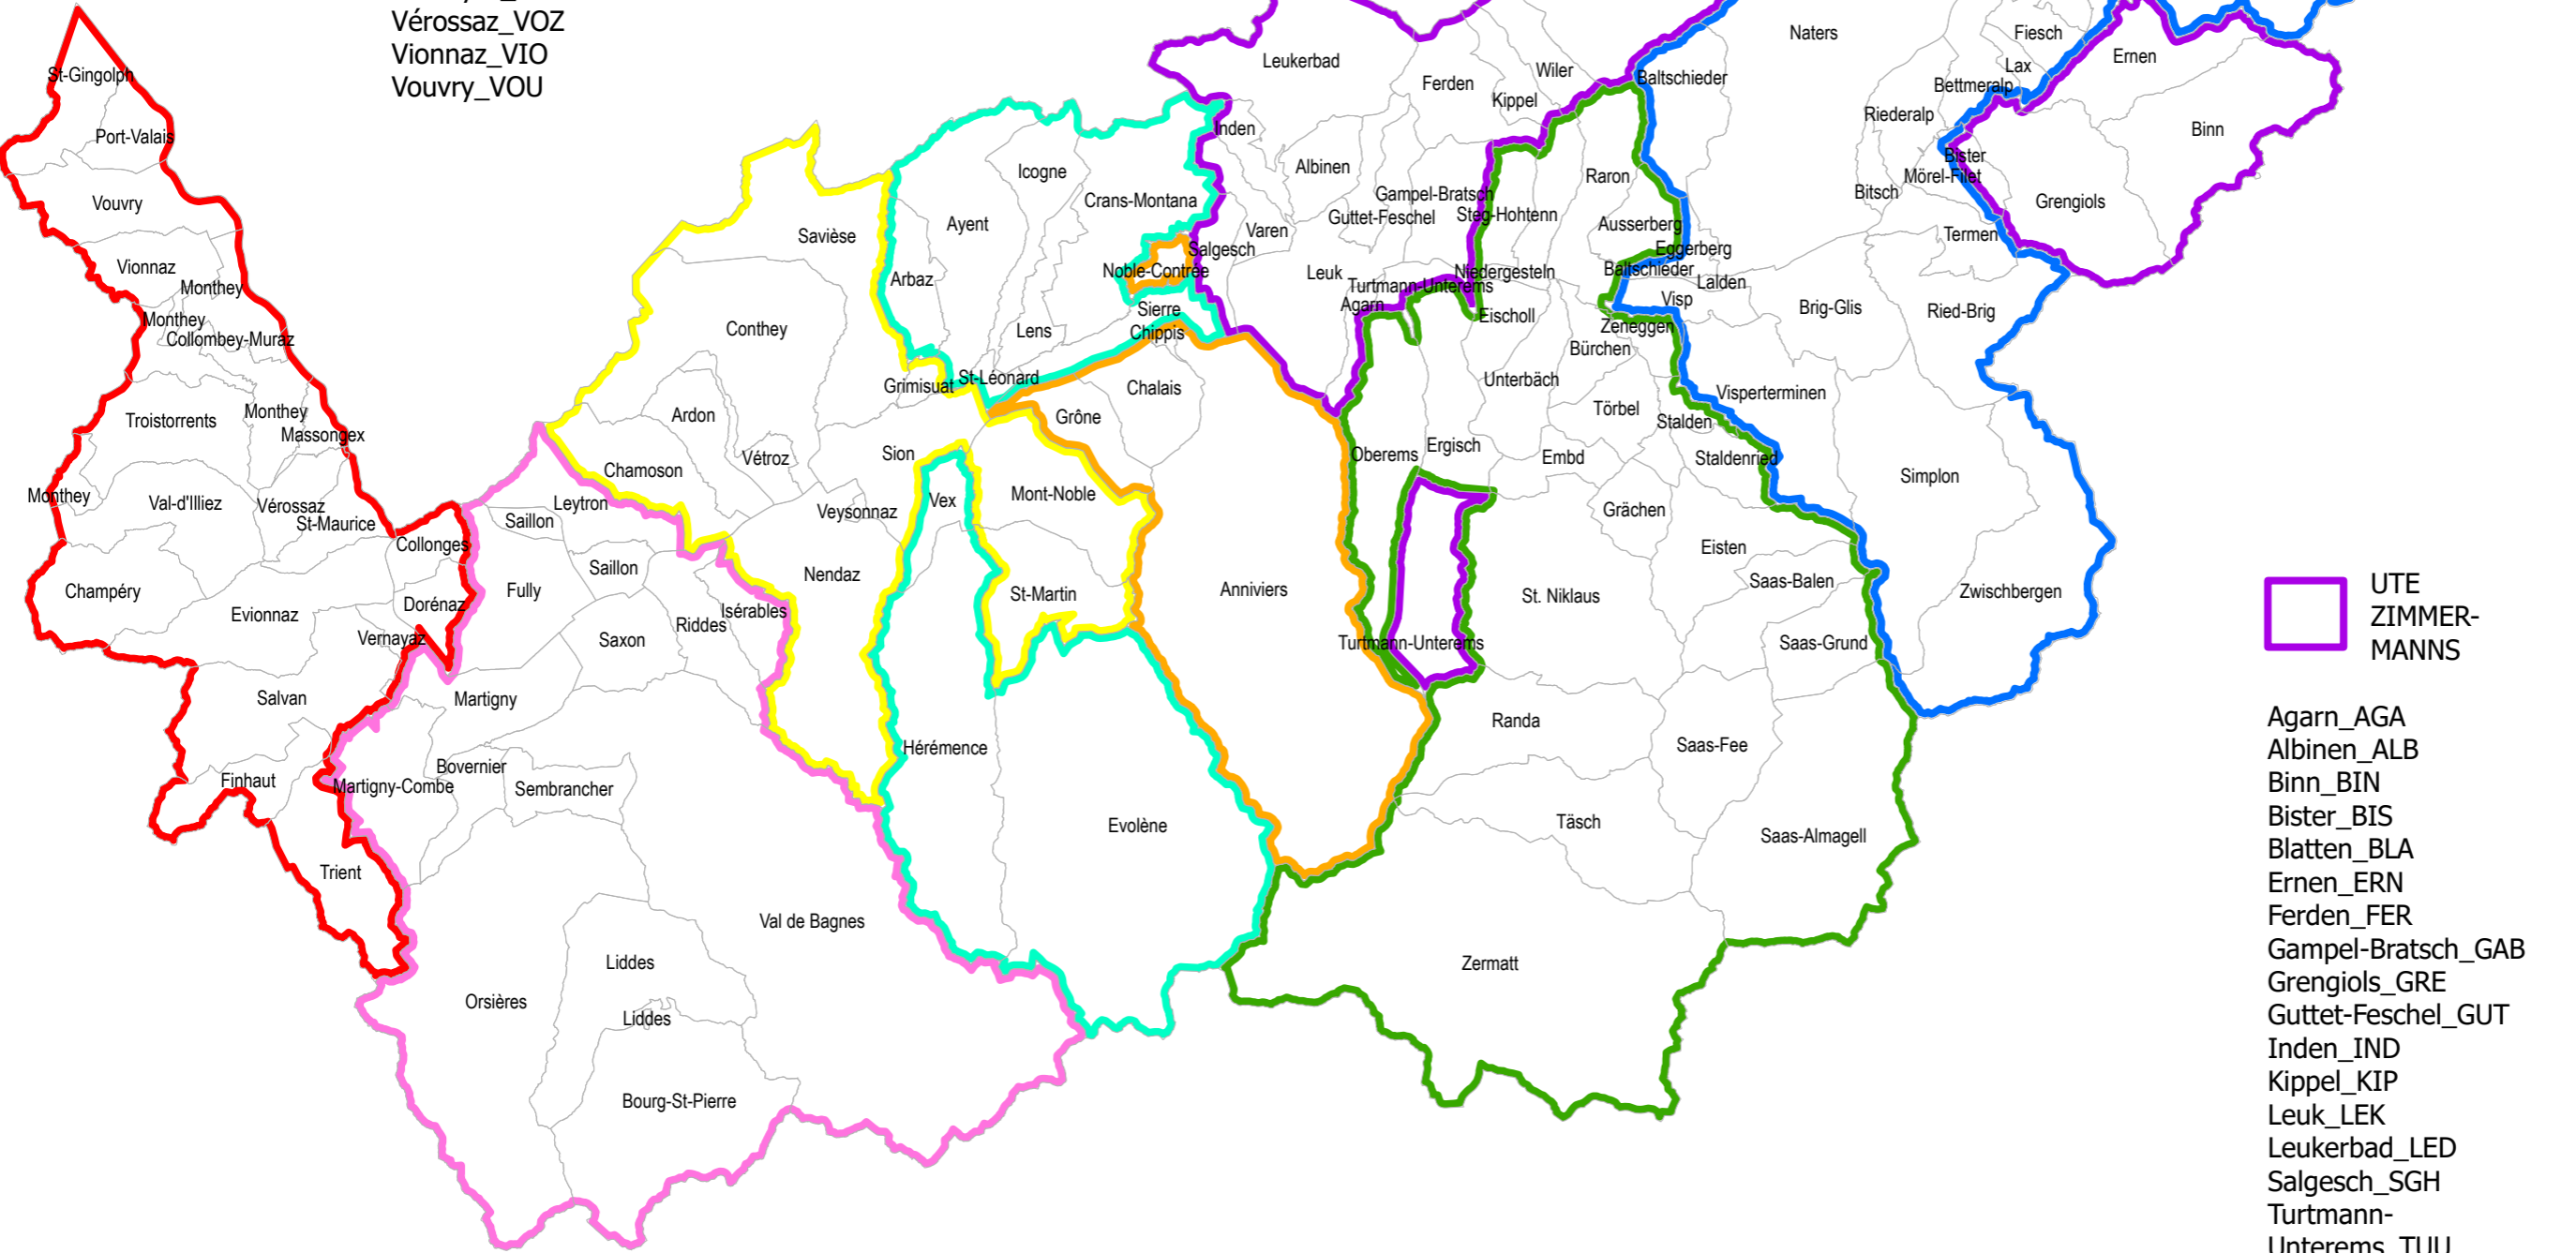 Vérossaz_VOZ
Vionnaz_VIO
Vouvry_VOU
St-Gingolph
Port-Valais
Vouvry
Vionnaz
Monthey
Monthey
Collombey-Muraz
Troistorrents
Monthey
Massongex
Monthey
Val-d'Illiez
Vérossaz
St-Maurice
Collonges
Champéry
Evionnaz
Dorénaz
Vernayaz
Salvan
Finhaut
Trient
Martigny-Combe
Martigny
Bovernier
Sembrancher
Fully
Saillon
Leytron
Saillon
Saxon
Riddes
Isérables
Orsières
Liddes
Liddes
Bourg-St-Pierre
Val de Bagnes
Savièse
Conthey
Ardon
Chamoson
Vétroz
Grimisuat
Sion
Veysonnaz
Nendaz
Vex
Mont-Noble
St-Martin
Hérémence
Evolène
Arbaz
Ayent
Icogne
Crans-Montana
Lens
St-Léonard
Noble-Contrée
Sierre
Chippis
Chalais
Grône
Anniviers
Leukerbad
Inden
Albinen
Varen
Salgesch
Guttet-Feschel
Gampel-Bratsch
Leuk
Turtmann-Unterems
Agarn
Ferden
Kippel
Wiler
Steg-Hohtenn
Niedergesteln
Raron
Ausserberg
Eggerberg
Baltschieder
Baltschieder
Lalden
Visp
Zeneggen
Bürchen
Eischoll
Unterbäch
Törbel
Stalden
Staldenried
Visperterminen
Oberems
Ergisch
Embd
Grächen
Eisten
Saas-Balen
Saas-Grund
St. Niklaus
Turtmann-Unterems
Randa
Saas-Fee
Täsch
Saas-Almagell
Zermatt
Naters
Fiesch
Lax
Bettmeralp
Riederalp
Bister
Mörel-Filet
Bitsch
Termen
Brig-Glis
Ried-Brig
Simplon
Zwischbergen
Ernen
Binn
Grengiols
UTE
ZIMMER-
MANNS
Agarn_AGA
Albinen_ALB
Binn_BIN
Bister_BIS
Blatten_BLA
Ernen_ERN
Ferden_FER
Gampel-Bratsch_GAB
Grengiols_GRE
Guttet-Feschel_GUT
Inden_IND
Kippel_KIP
Leuk_LEK
Leukerbad_LED
Salgesch_SGH
Turtmann-
Unterems_TUU